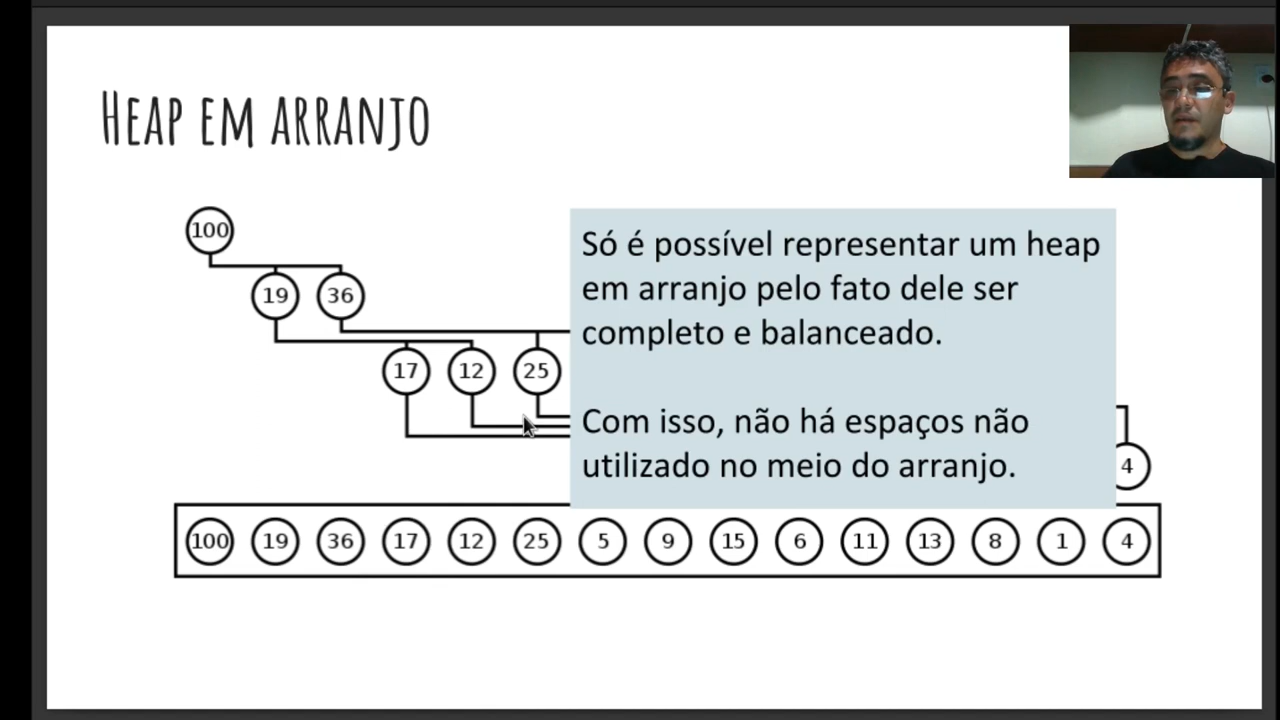 HEAP EM ARRANJO
100
19 36
17 12 25
4
Só é possível representar um heap
em arranjo pelo fato dele ser
completo e balanceado.
Com isso, não há espaços não
utilizado no meio do arranjo.
100 19 36 17 12 25 5 9 15 6 11 13 8 1 4